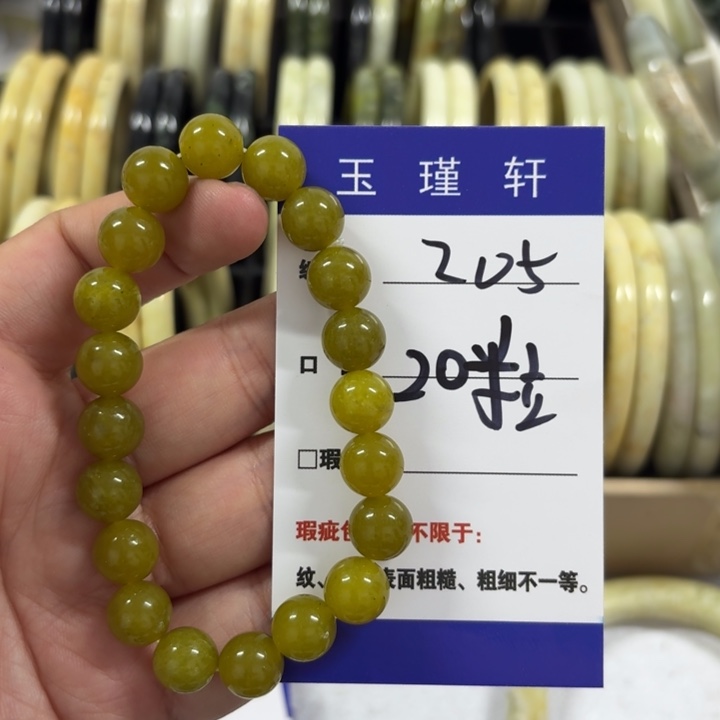 玉瑾轩
205
口
20粒
□瑕
瑕疵 不限于：
纹、 表面粗糙、粗细不一等。